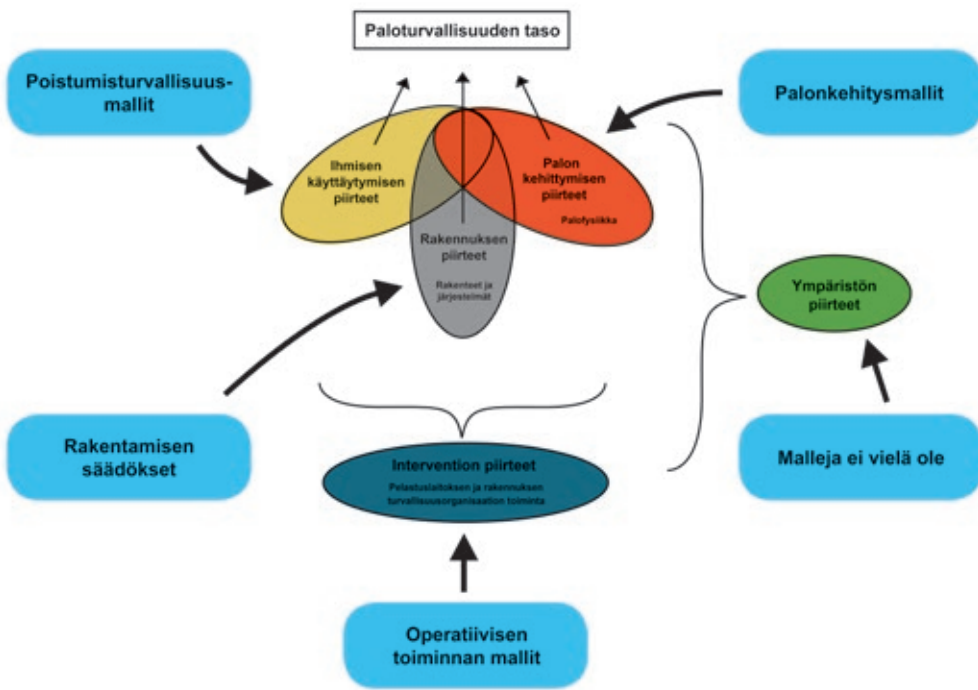 Paloturvallisuuden taso
Poistumisturvallisuus-
mallit
Palonkehitysmallit
Ihmisen
käyttäytymisen
piirteet
Palon
kehittymisen
piirteet
Palofysiikka
Rakennuksen
piirteet
Rakenteet ja
järjestelmät
Ympäristön
piirteet
Rakentamisen
säädökset
Intervention piirteet
Pelastuslaitoksen ja rakennuksen
turvallisuusorganisaation toiminta
Malleja ei vielä ole
Operatiivisen
toiminnan mallit